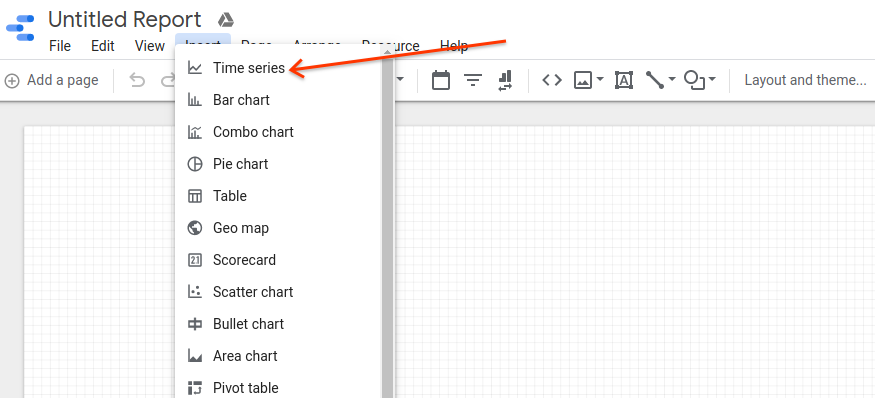 Untitled Report
File Edit View Insert Page Arrange Resource Help
Add a page
Layout and theme...
Time series
Bar chart
Combo chart
Pie chart
Table
Geo map
21
Scorecard
Scatter chart
Bullet chart
Area chart
Pivot table